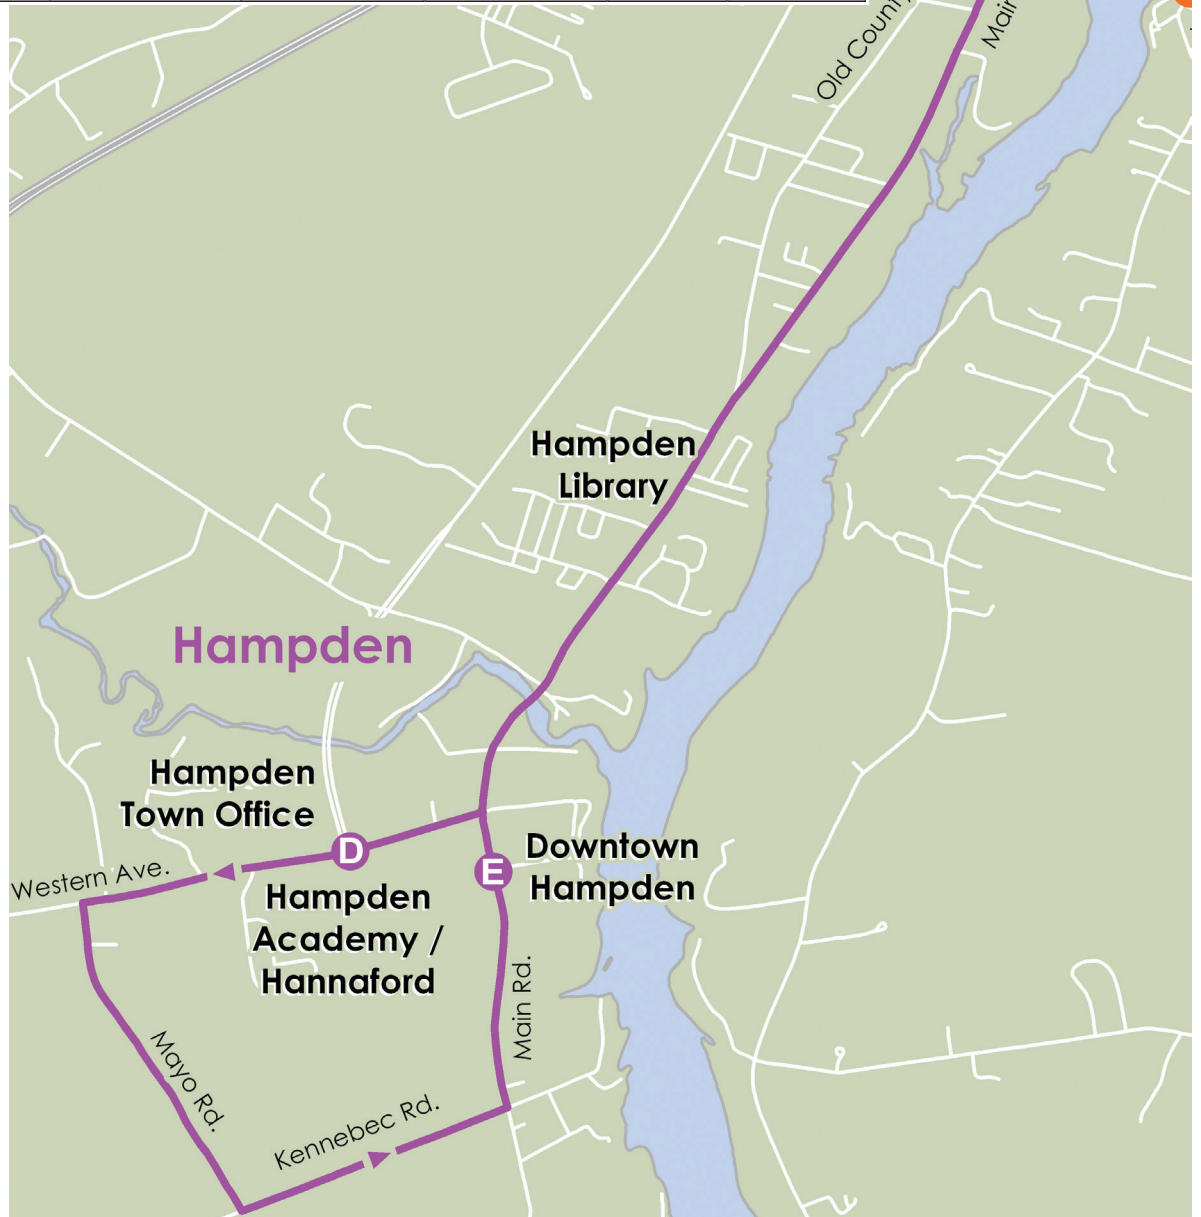 Old County
Main
Hampden
Library
Hampden
Hampden
Town Office
D
Western Ave.
E
Downtown
Hampden
Hampden
Academy /
Hannaford
Main Rd.
Mayo Rd.
Kennebec Rd.